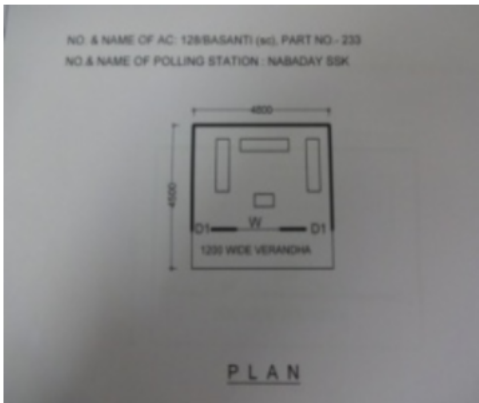 NO. & NAME OF AC: 128/BASANTI (sc), PART NO.- 233
NO.& NAME OF POLLING STATION : NABADAY SSK
4800
4500
D1 W D1
1200 WIDE VERANDHA
PLAN